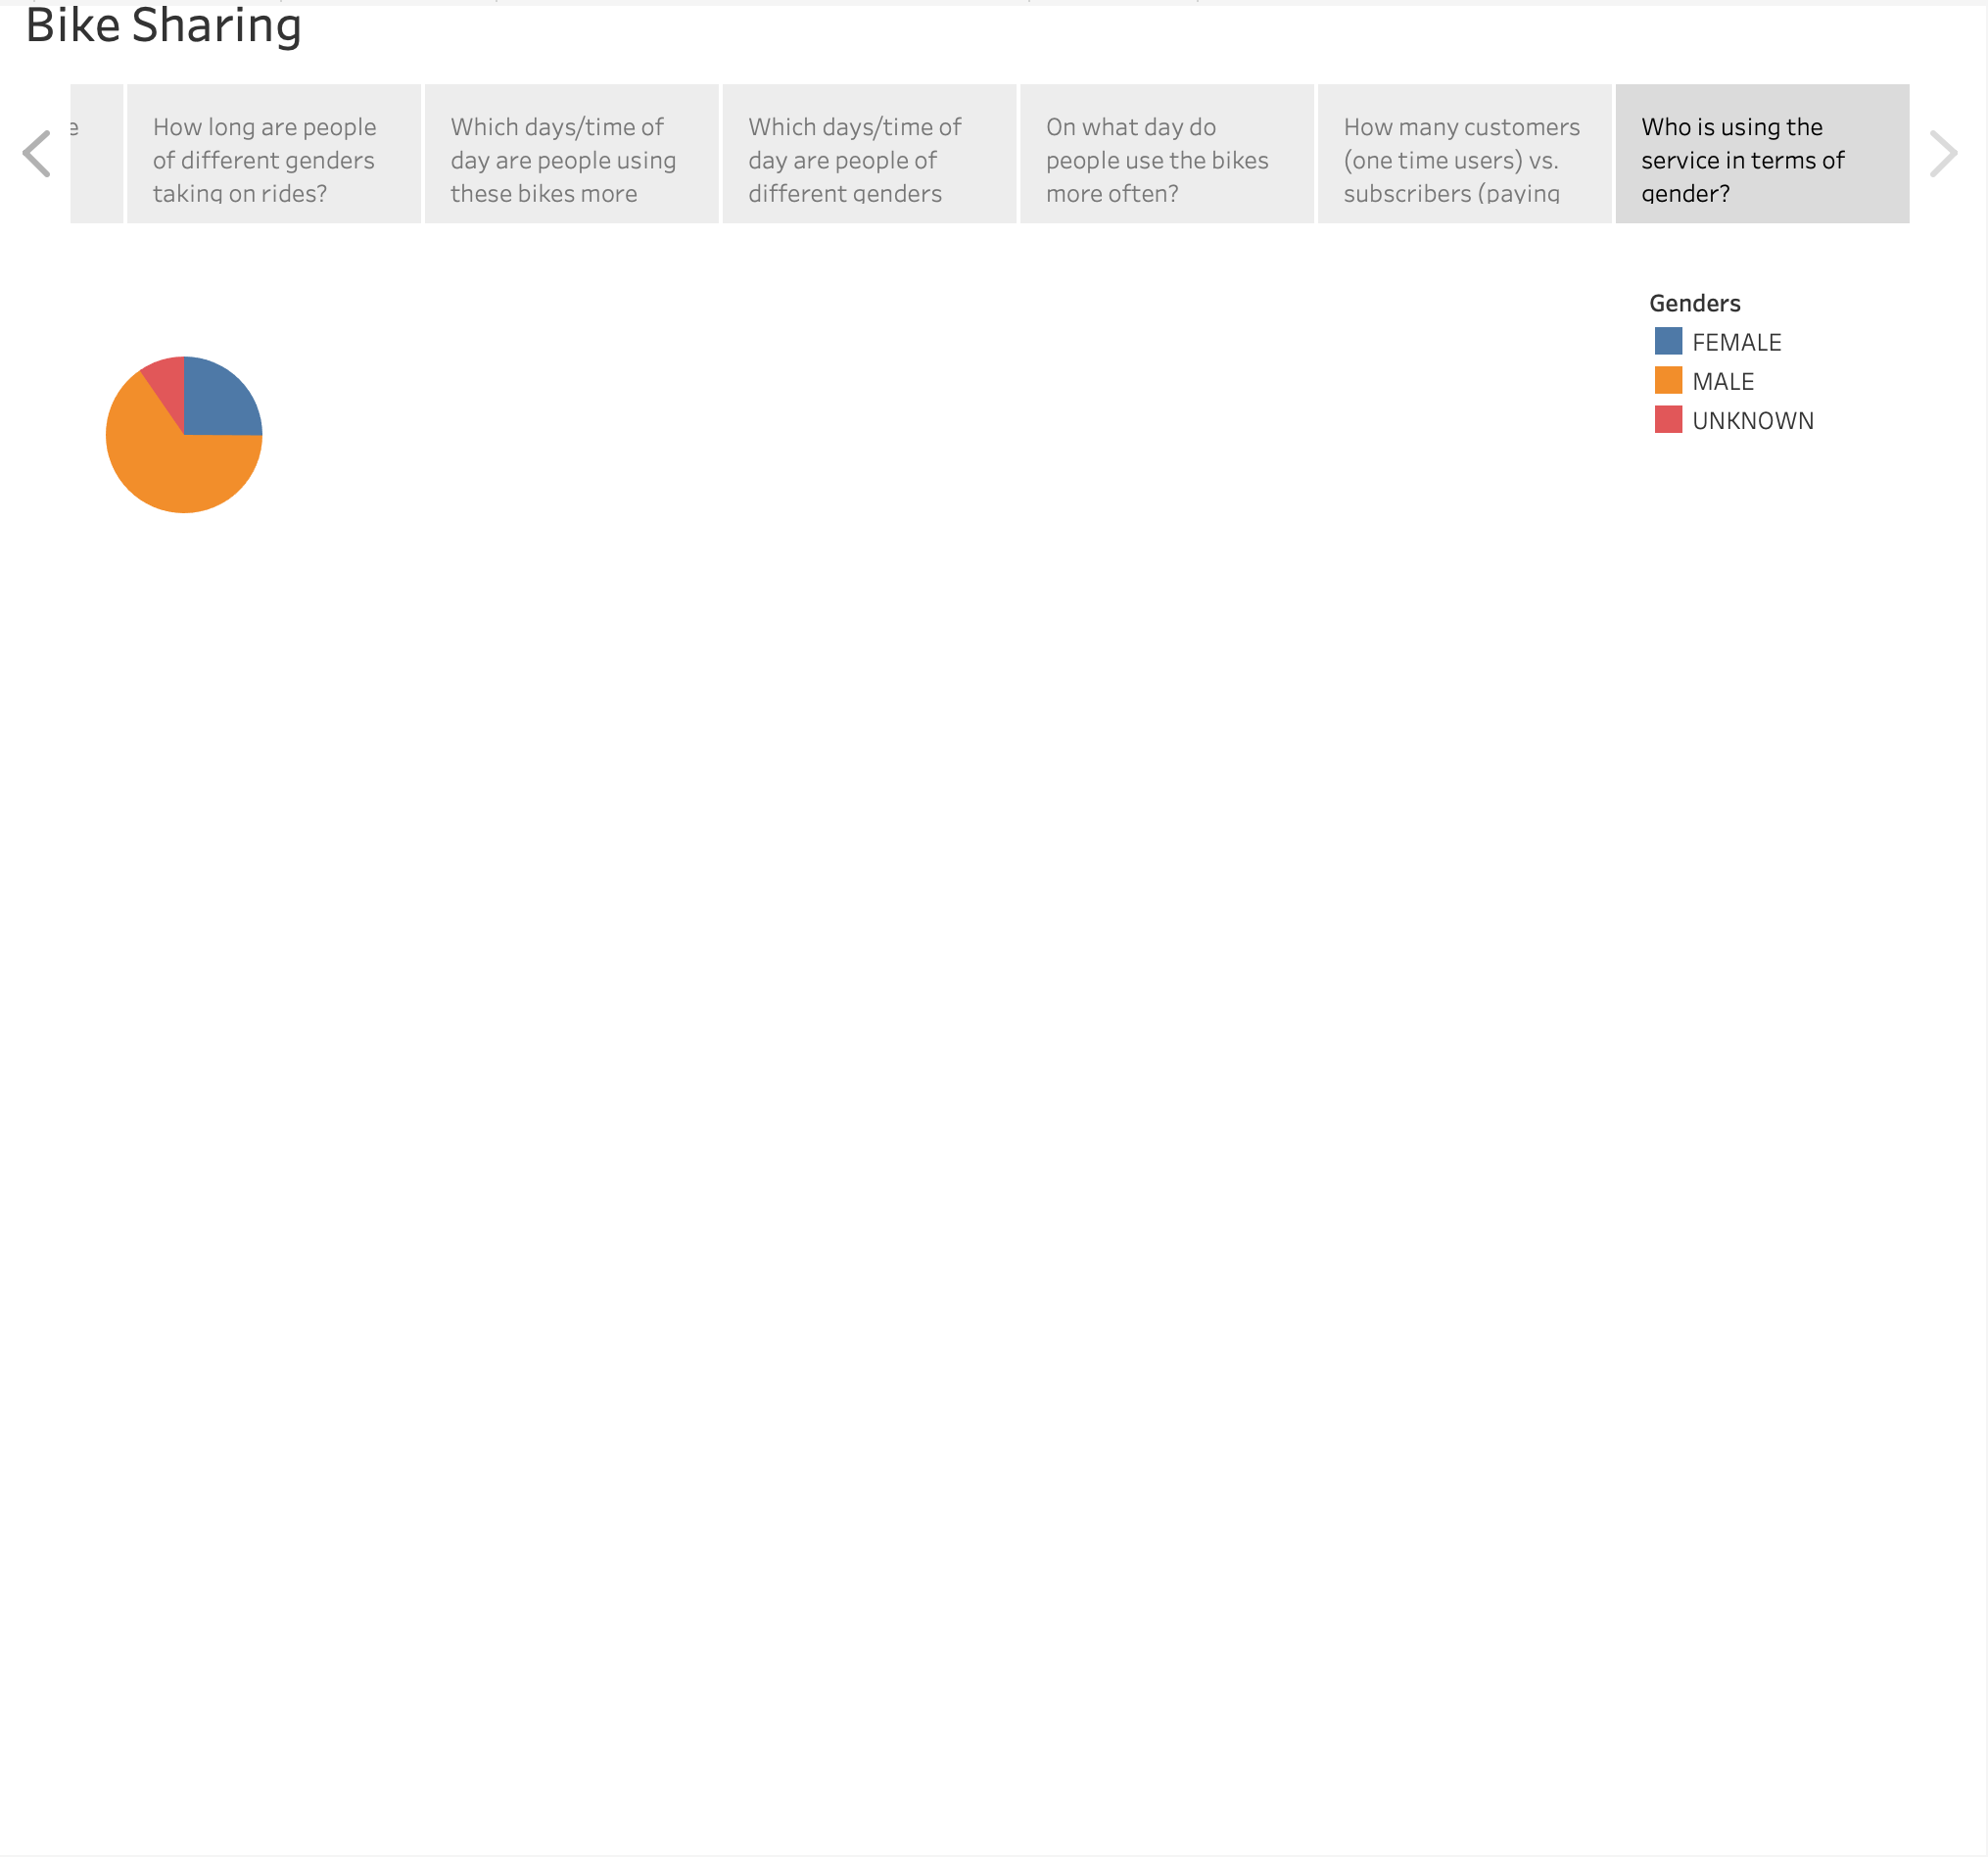 Bike Sharing
e
How long are people
of different genders
taking on rides?
Which days/time of
day are people using
these bikes more
Which days/time of
day are people of
different genders
On what day do
people use the bikes
more often?
How many customers
(one time users) vs.
subscribers (paying
Who is using the
service in terms of
gender?
Genders
FEMALE
MALE
UNKNOWN